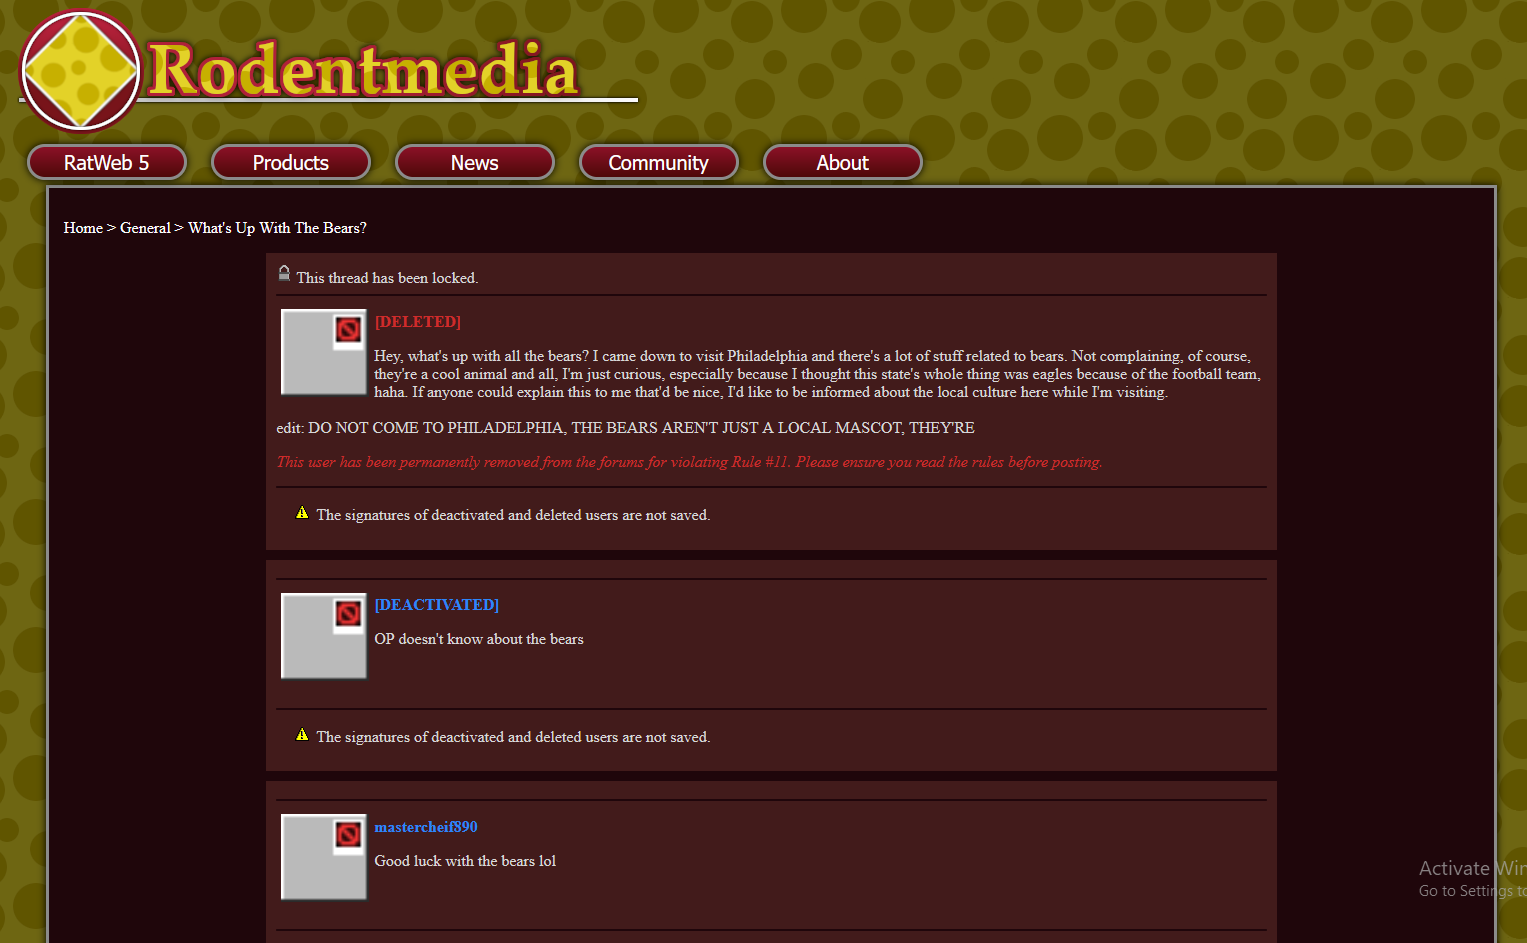 Rodentmedia
RatWeb 5 Products News Community About
Home > General > What's Up With The Bears?
This thread has been locked.
[DELETED]
Hey, what's up with all the bears? I came down to visit Philadelphia and there's a lot of stuff related to bears. Not complaining, of course,
they're a cool animal and all, I'm just curious, especially because I thought this state's whole thing was eagles because of the football team,
haha. If anyone could explain this to me that'd be nice, I'd like to be informed about the local culture here while I'm visiting.
edit: DO NOT COME TO PHILADELPHIA, THE BEARS AREN'T JUST A LOCAL MASCOT, THEY'RE
This user has been permanently removed from the forums for violating Rule #11. Please ensure you read the rules before posting.
The signatures of deactivated and deleted users are not saved.
[DEACTIVATED]
OP doesn't know about the bears
The signatures of deactivated and deleted users are not saved.
mastercheif890
Good luck with the bears lol
Activate Win
Go to Settings to